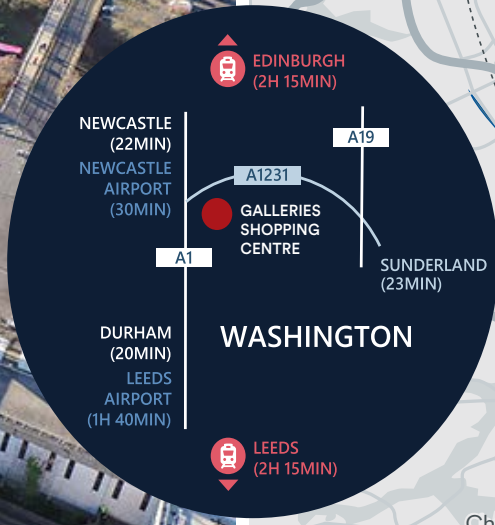 EDINBURGH
(2H 15MIN)
NEWCASTLE
(22MIN)
NEWCASTLE
AIRPORT
(30MIN)
A19
A1231
GALLERIES
SHOPPING
CENTRE
A1
SUNDERLAND
(23MIN)
WASHINGTON
DURHAM
(20MIN)
LEEDS
AIRPORT
(1H 40MIN)
LEEDS
(2H 15MIN)
Ch